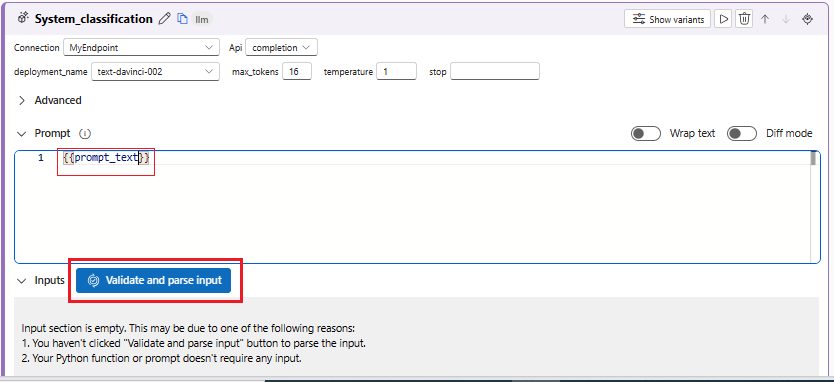 System_classification llm Show variants
Connection MyEndpoint Api completion
deployment_name text-davinci-002 max_tokens 16 temperature 1 stop
Advanced
Prompt Wrap text Diff mode
1 {{prompt_text}}
Inputs Validate and parse input
Input section is empty. This may be due to one of the following reasons:
1. You haven't clicked "Validate and parse input" button to parse the input.
2. Your Python function or prompt doesn't require any input.